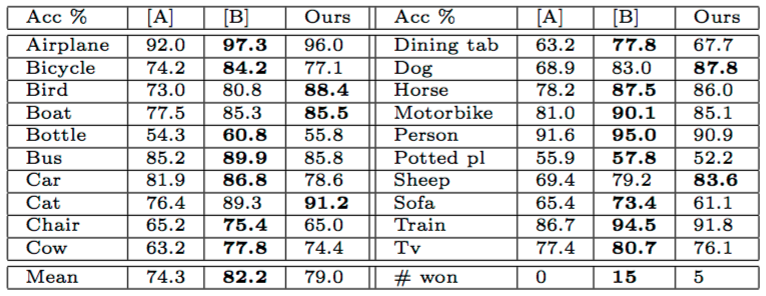 Acc % [A] [B] Ours Acc % [A] [B] Ours
Airplane 92.0 97.3 96.0 Dining tab 63.2 77.8 67.7
Bicycle 74.2 84.2 77.1 Dog 68.9 83.0 87.8
Bird 73.0 80.8 88.4 Horse 78.2 87.5 86.0
Boat 77.5 85.3 85.5 Motorbike 81.0 90.1 85.1
Bottle 54.3 60.8 55.8 Person 91.6 95.0 90.9
Bus 85.2 89.9 85.8 Potted pl 55.9 57.8 52.2
Car 81.9 86.8 78.6 Sheep 69.4 79.2 83.6
Cat 76.4 89.3 91.2 Sofa 65.4 73.4 61.1
Chair 65.2 75.4 65.0 Train 86.7 94.5 91.8
Cow 63.2 77.8 74.4 Tv 77.4 80.7 76.1
Mean 74.3 82.2 79.0 # won 0 15 5